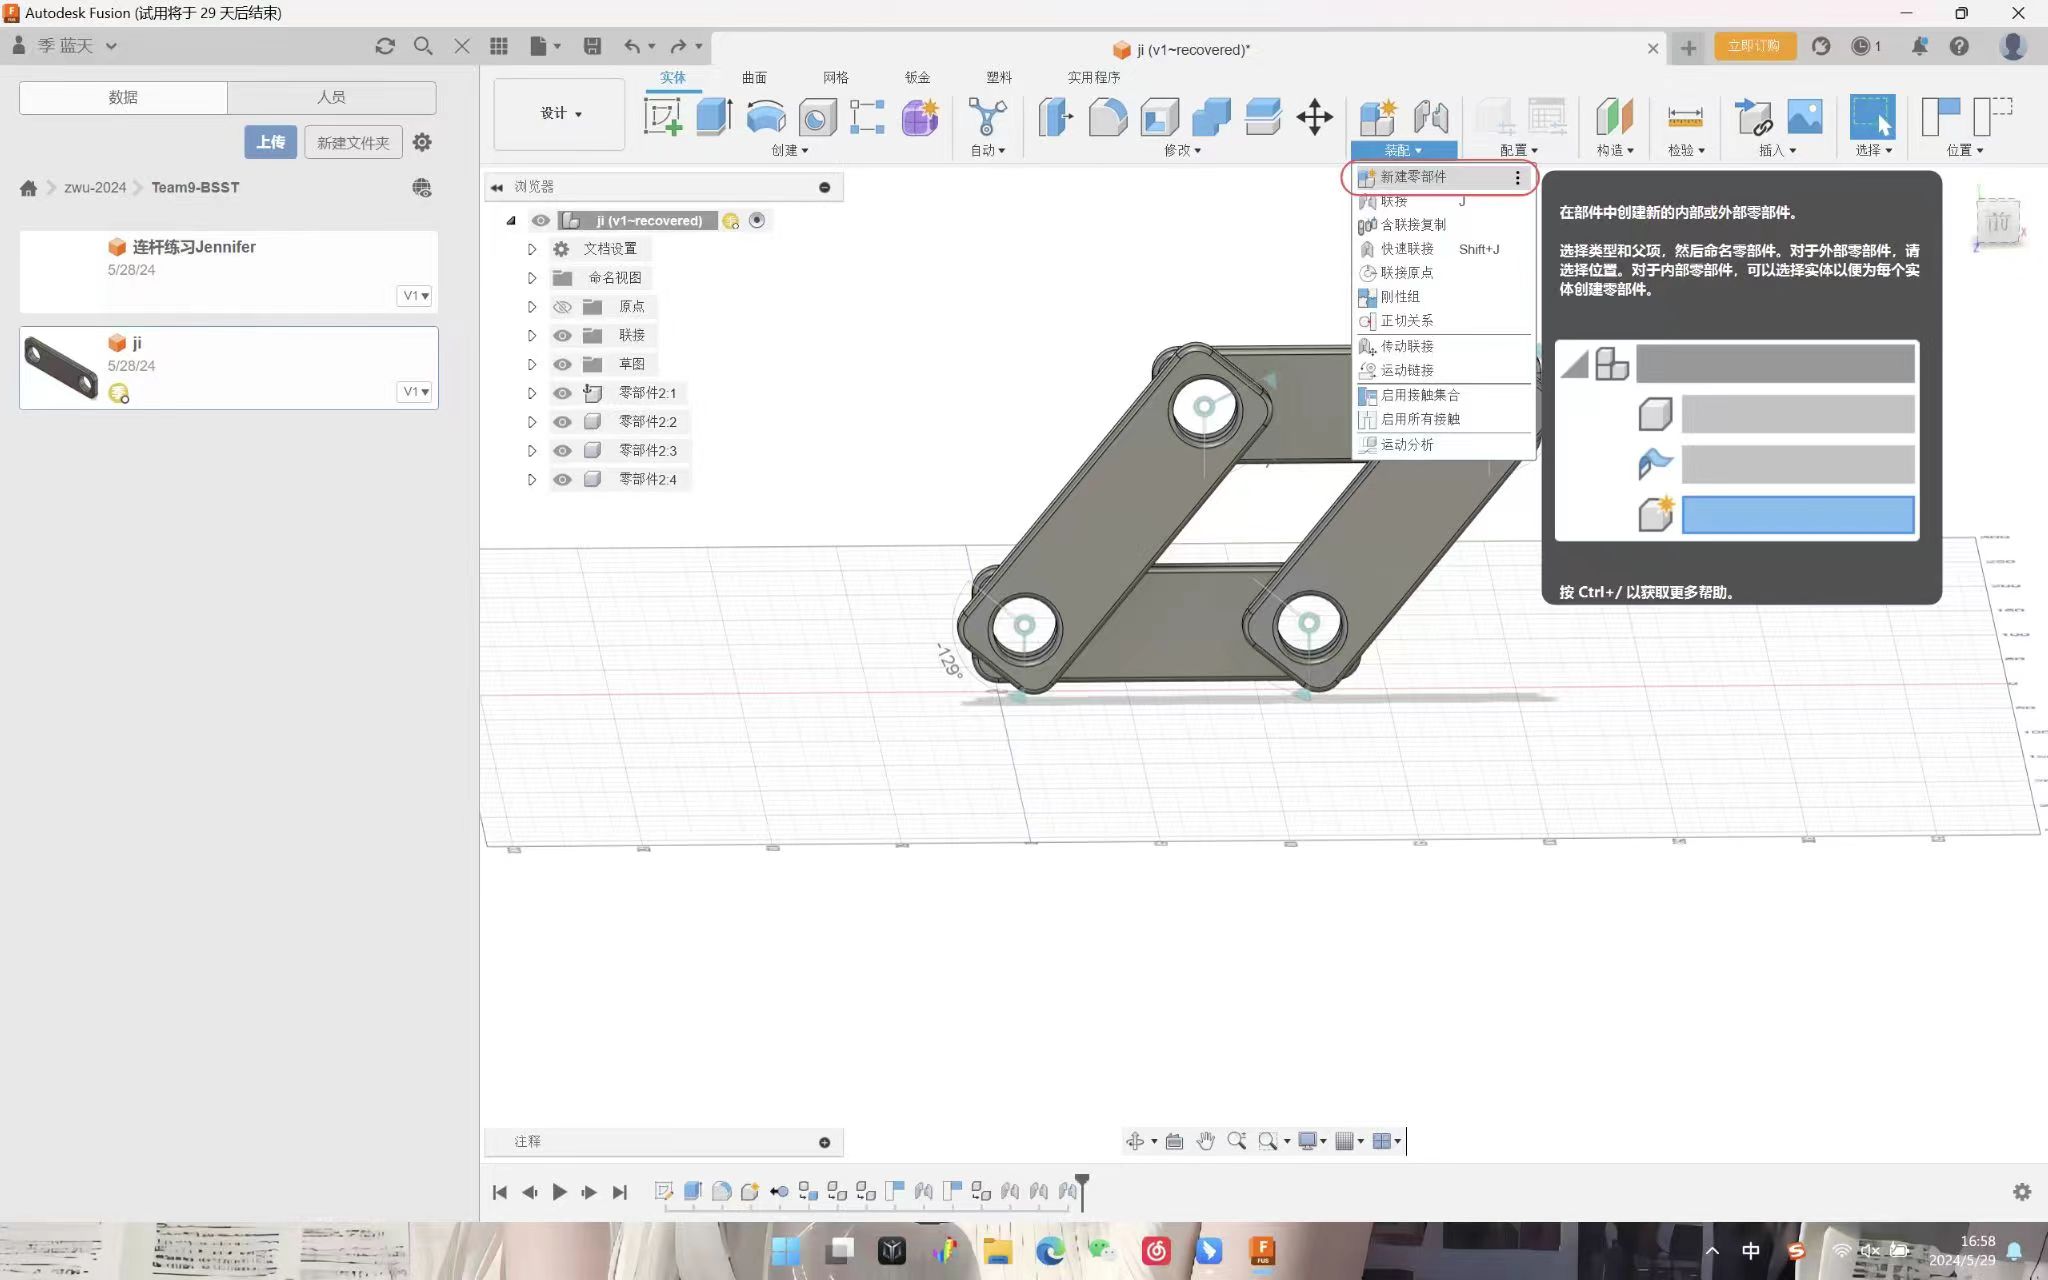 Autodesk Fusion (试用将于 29 天后结束)
季 蓝天
ji (v1~recovered)*
立即订购
1
数据
人员
上传
新建文件夹
zwu-2024
Team9-BSST
连杆练习Jennifer
5/28/24
V1
ji
5/28/24
V1
设计
实体
曲面
网格
钣金
塑料
实用程序
创建
自动
修改
装配
配置
构造
检验
插入
选择
位置
浏览器
ji (v1~recovered)
文档设置
命名视图
原点
联接
草图
零部件2:1
零部件2:2
零部件2:3
零部件2:4
新建零部件
联接 J
含联接复制
快速联接 Shift+J
联接原点
刚性组
正切关系
传动联接
运动链接
启用接触集合
启用所有接触
运动分析
在部件中创建新的内部或外部零部件。
选择类型和父项，然后命名零部件。对于外部零部件，请
选择位置。对于内部零部件，可以选择实体以便为每个实
体创建零部件。
按 Ctrl+/ 以获取更多帮助。
前
-129°
注释
中
16:58
2024/5/29